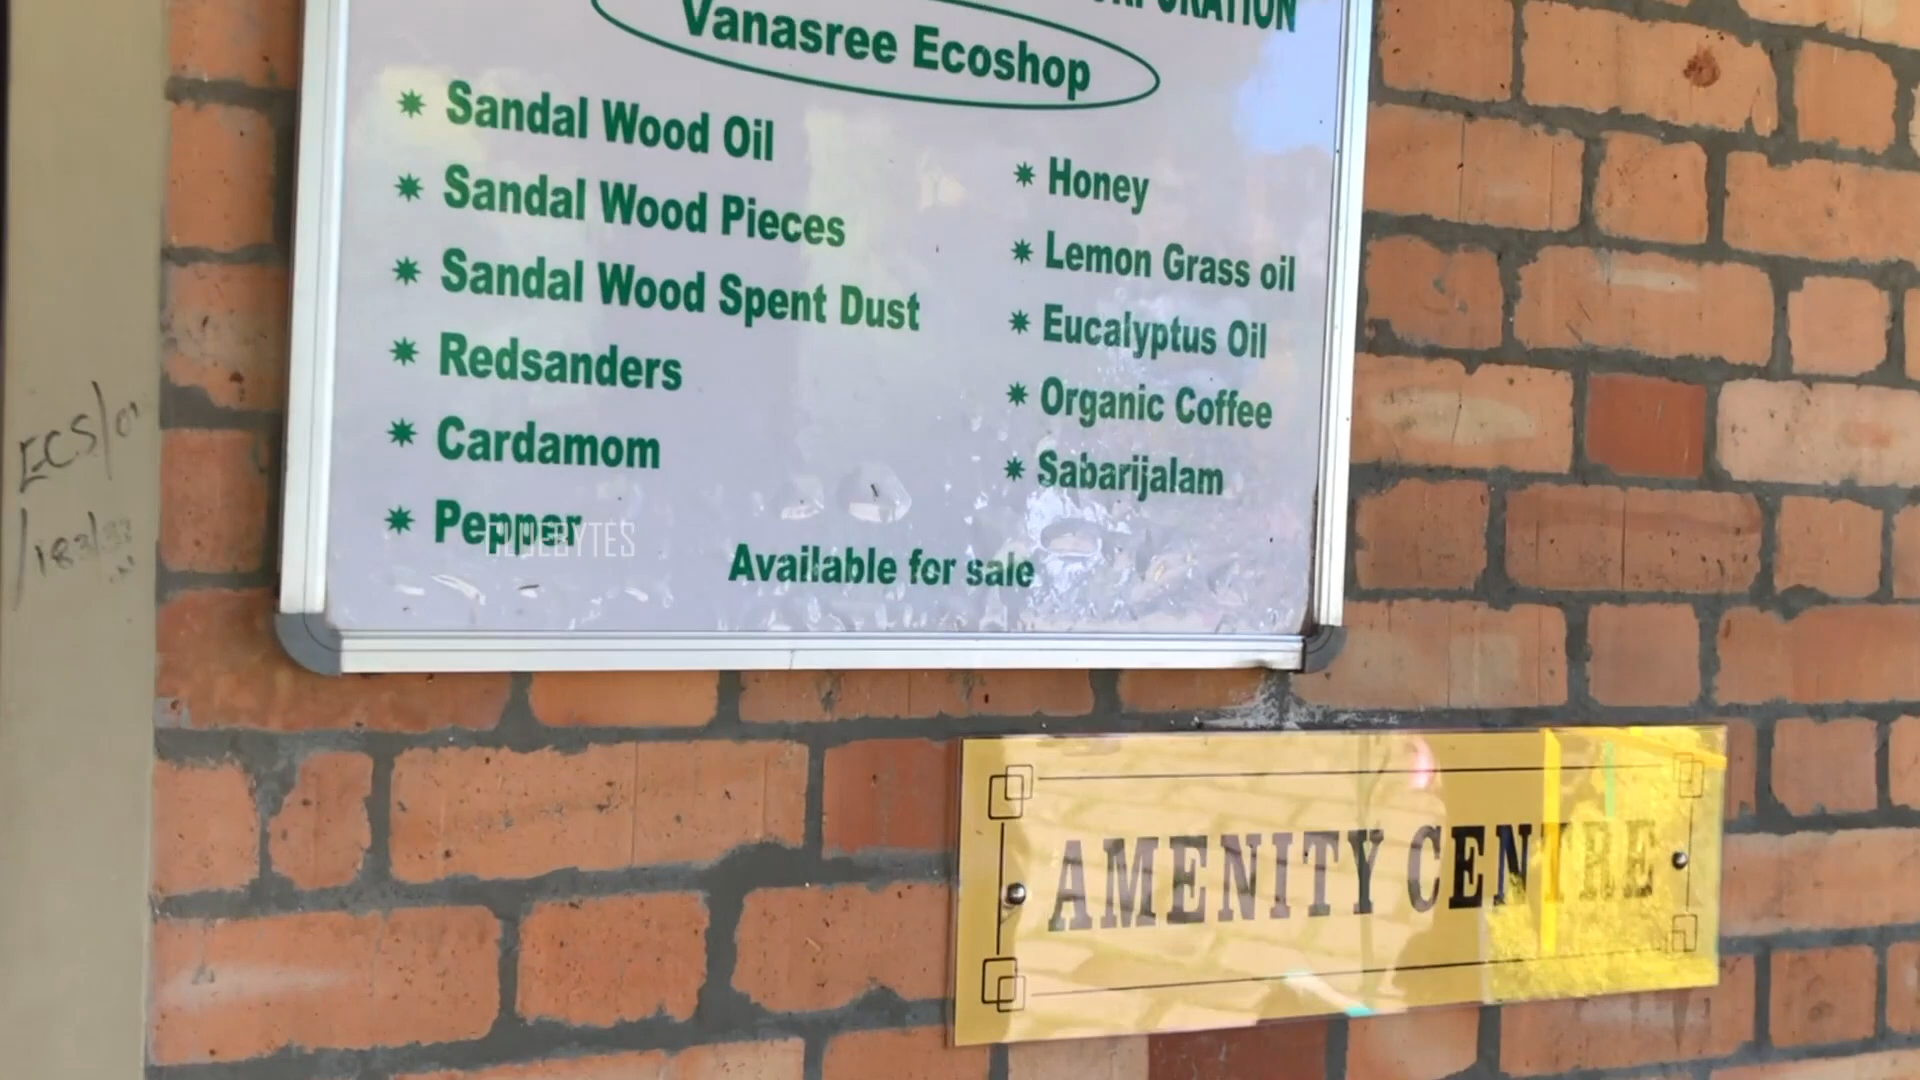 Vanasree Ecoshop
Sandal Wood Oil
Sandal Wood Pieces
Sandal Wood Spent Dust
Redsanders
Cardamom
Pepper
Honey
Lemon Grass oil
Eucalyptus Oil
Organic Coffee
Sabarijalam
Available for sale
AMENITY CENTRE